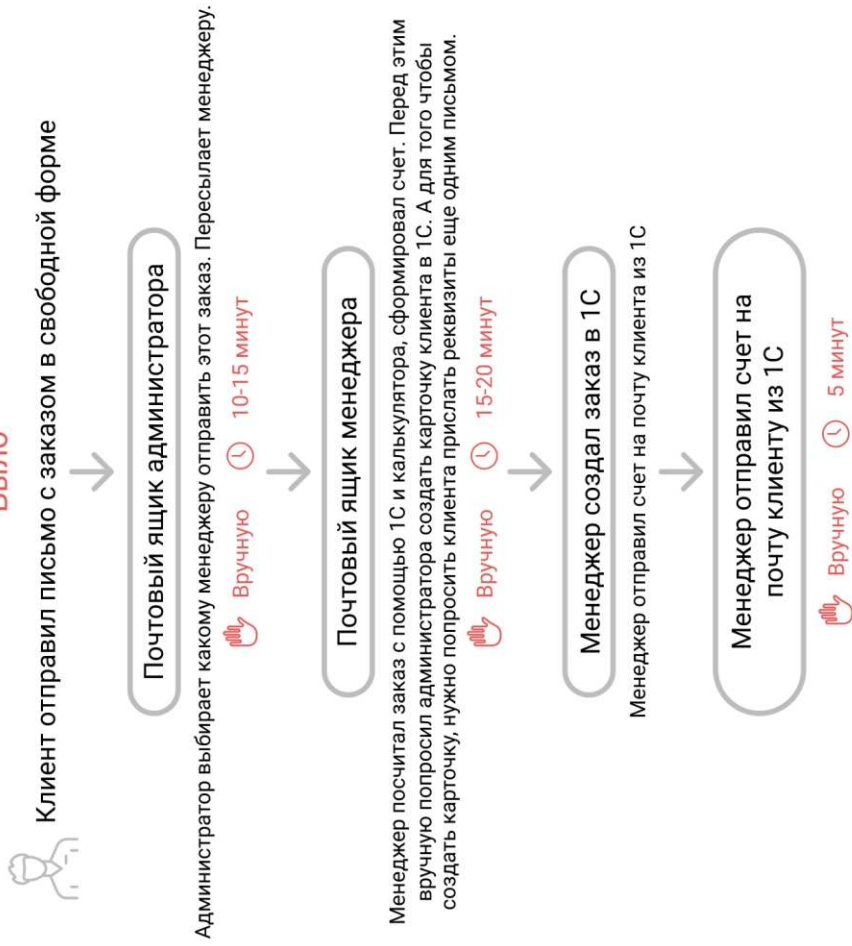 Было
Клиент отправил письмо с заказом в свободной форме
Почтовый ящик администратора
Администратор выбирает какому менеджеру отправить этот заказ. Пересылает менеджеру.
Вручную 10-15 минут
Почтовый ящик менеджера
Менеджер посчитал заказ с помощью 1С и калькулятора, сформировал счет. Перед этим
вручную попросил администратора создать карточку клиента в 1С. А для того чтобы
создать карточку, нужно попросить клиента прислать реквизиты еще одним письмом.
Вручную 15-20 минут
Менеджер создал заказ в 1С
Менеджер отправил счет на почту клиента из 1С
Менеджер отправил счет на
почту клиенту из 1С
Вручную 5 минут